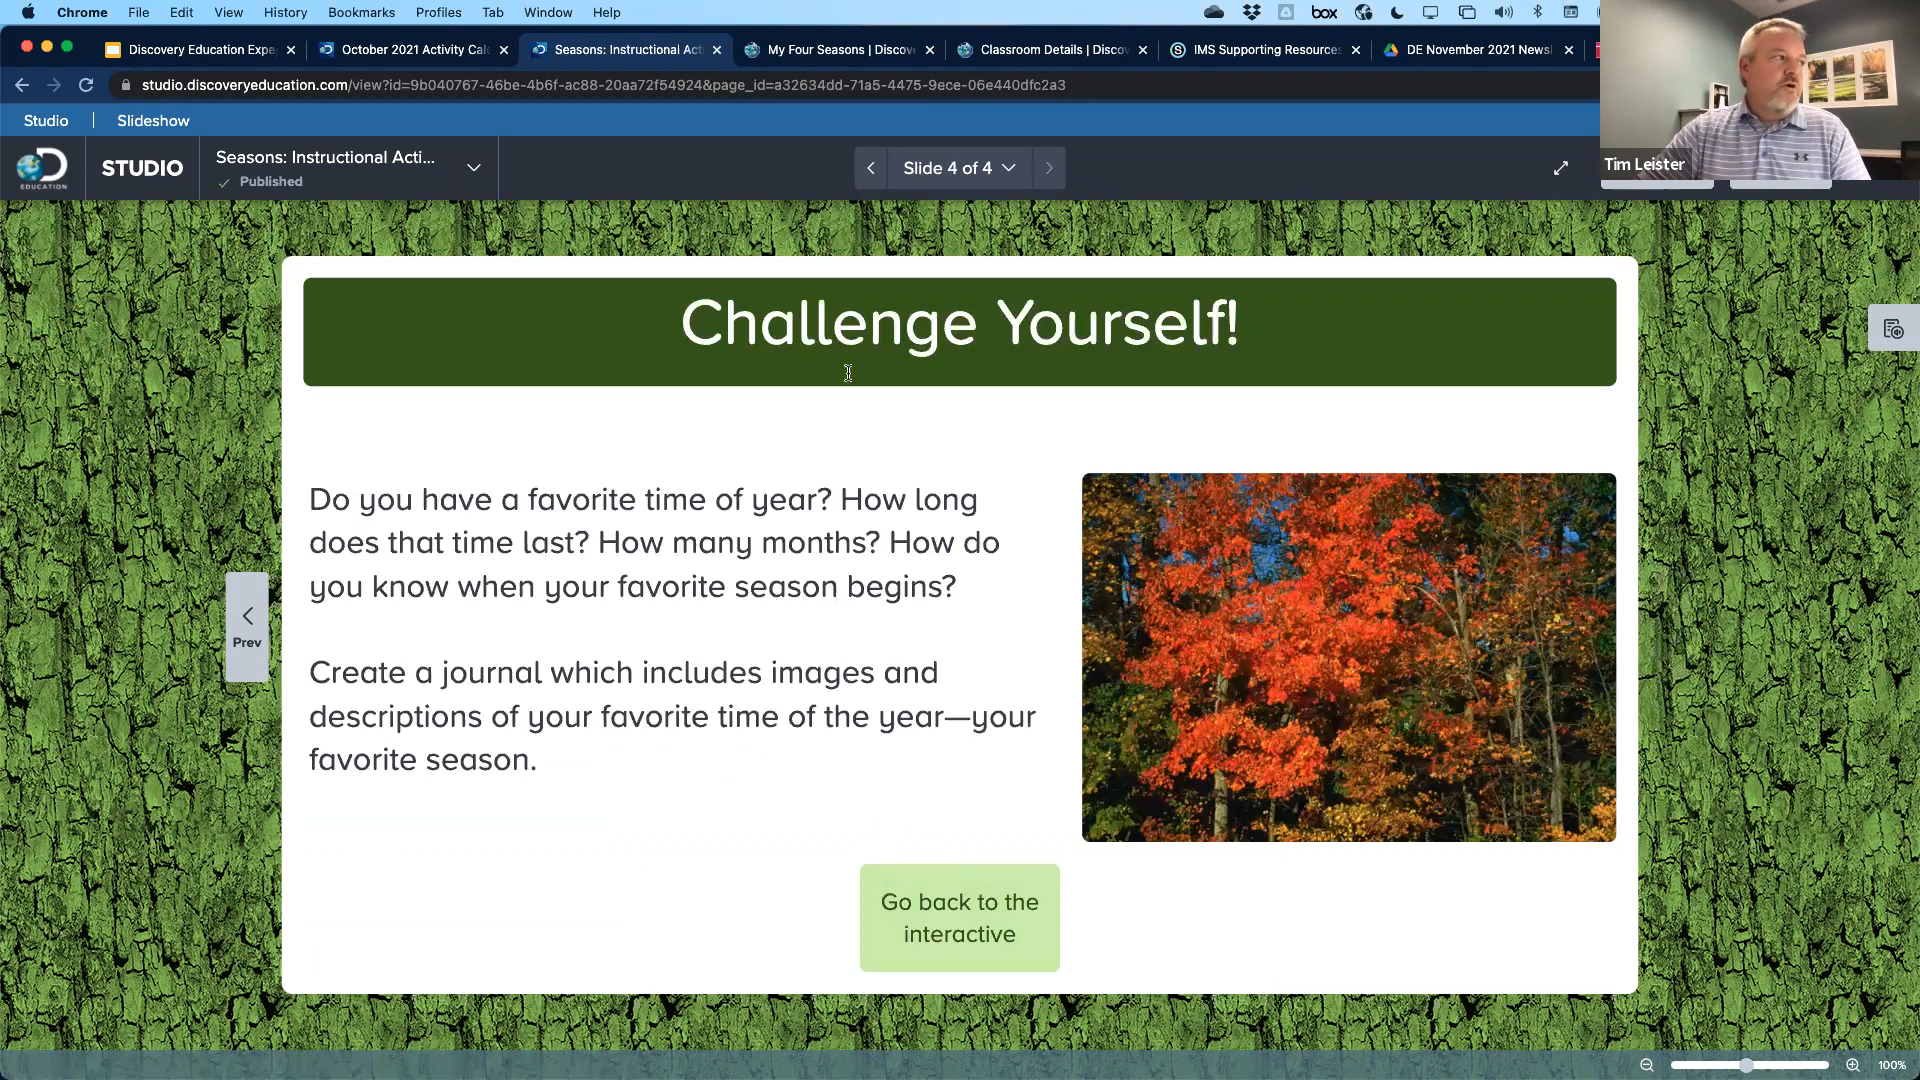 Chrome File Edit View History Bookmarks Profiles Tab Window Help box
Discovery Education Expe October 2021 Activity Cal Seasons: Instructional Act My Four Seasons | Discov Classroom Details | Discov IMS Supporting Resources DE November 2021 Newsl
studio.discoveryeducation.com/view?id=9b040767-46be-4b6f-ac88-20aa72f54924&page_id=a32634dd-71a5-4475-9ece-06e440dfc2a3
Studio | Slideshow
EDUCATION
STUDIO
Seasons: Instructional Acti...
Published
Slide 4 of 4
Tim Leister
Challenge Yourself!
Do you have a favorite time of year? How long
does that time last? How many months? How do
you know when your favorite season begins?
Create a journal which includes images and
descriptions of your favorite time of the year—your
favorite season.
Prev
Go back to the
interactive
100%